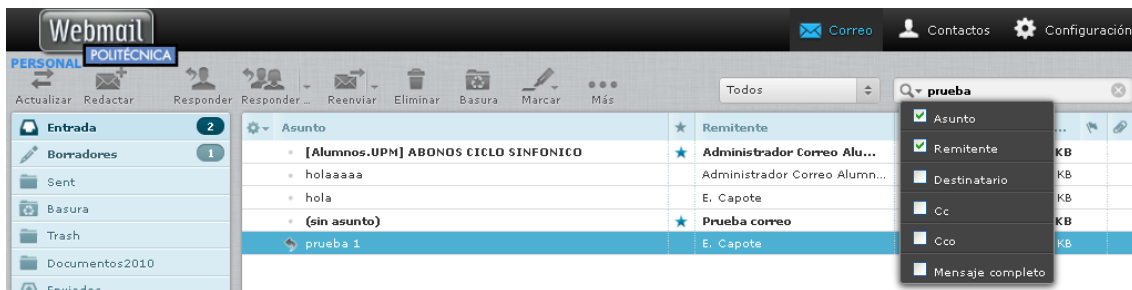 Webmail
POLITÉCNICA
PERSONAL
Correo Contactos Configuración
Actualizar Redactar Responder Responder ... Reenviar Eliminar Basura Marcar Más
Todos prueba
Entrada 2
Borradores 1
Sent
Basura
Trash
Documentos2010
Enviados
Asunto Remitente ...
[Alumnos.UPM] ABONOS CICLO SINFONICO Administrador Correo Alu... KB
holaaaaa Administrador Correo Alumn... KB
hola E. Capote KB
(sin asunto) Prueba correo KB
prueba 1 E. Capote KB
Asunto
Remitente
Destinatario
Cc
Cco
Mensaje completo